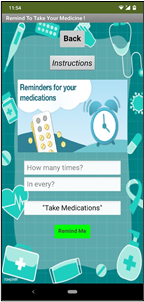 11:54
Remind To Take Your Medicine !
Back
Instructions
Reminders for your
medications
How many times?
In every?
"Take Medications"
Remind Me